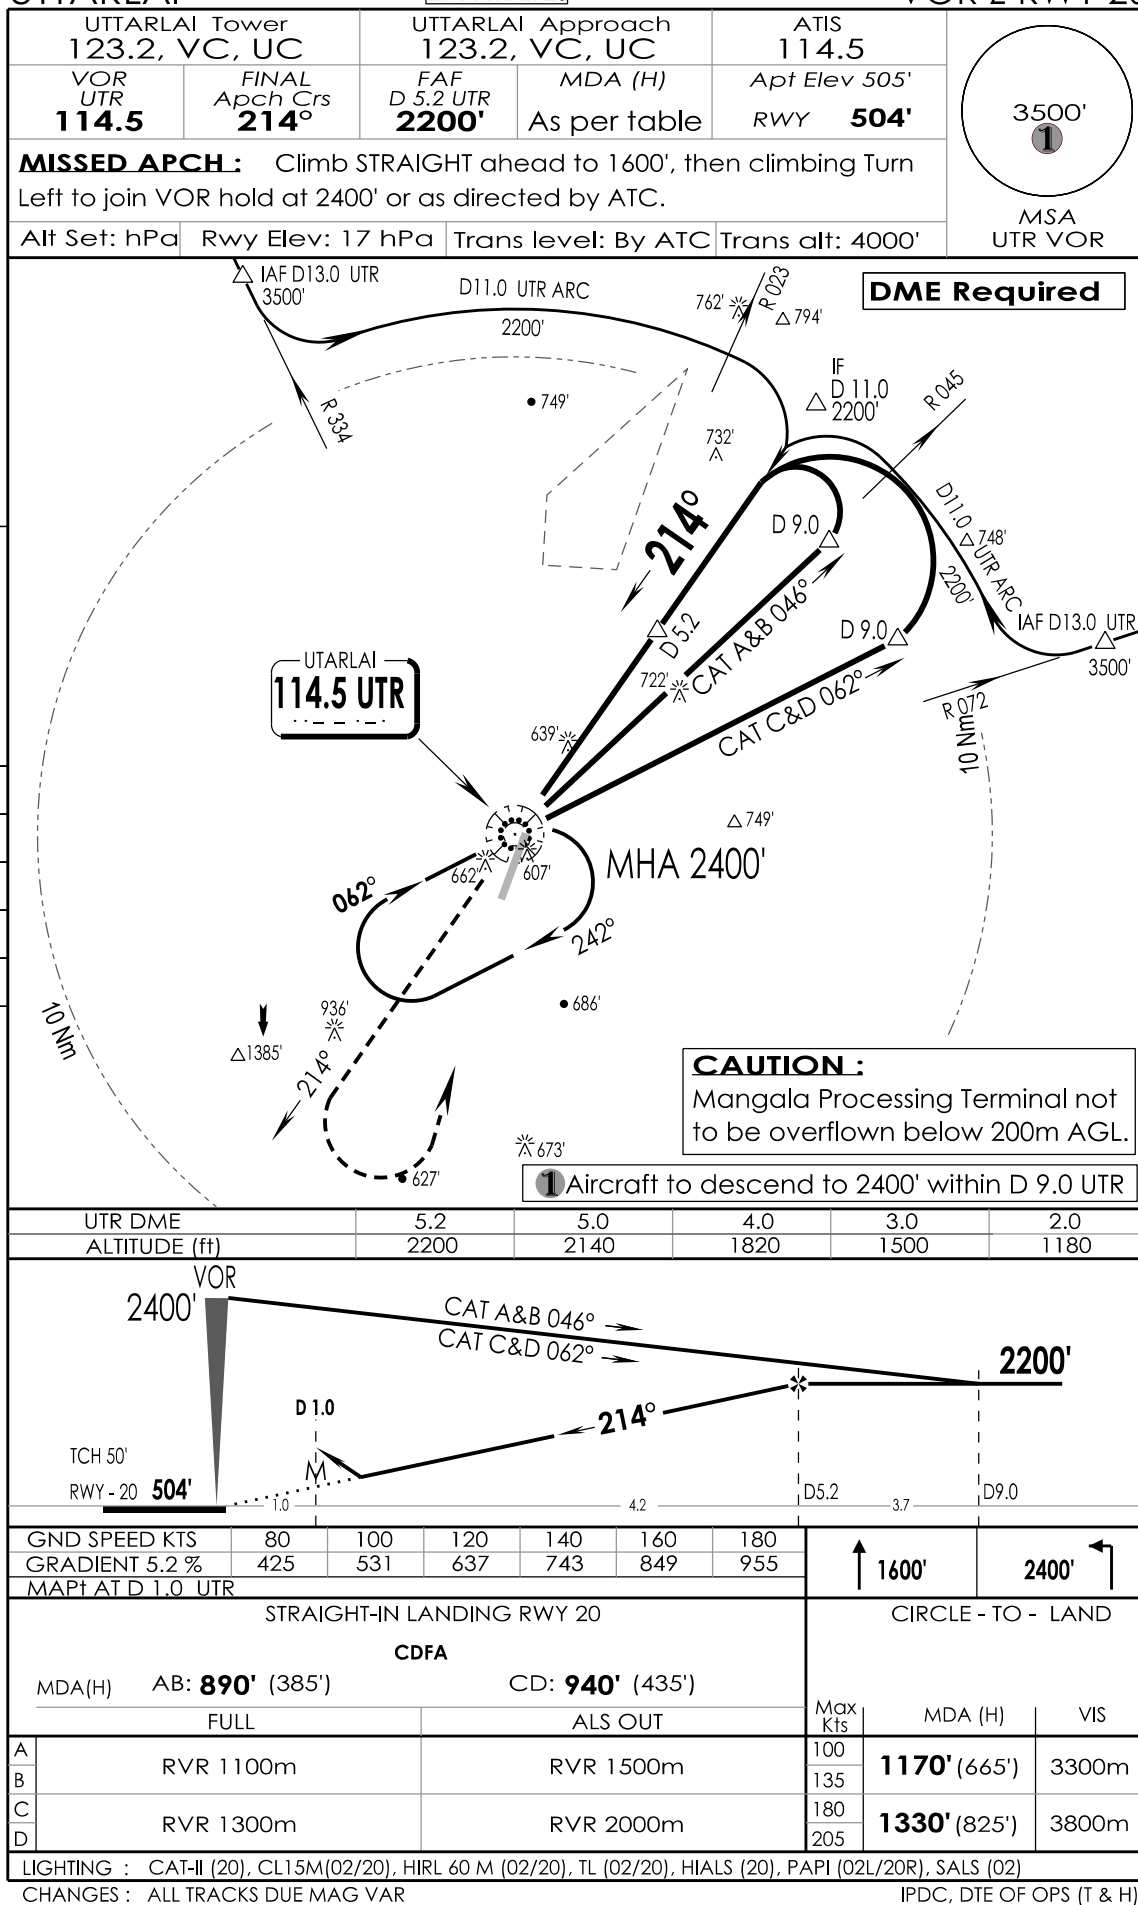 UTTARLAI
VOR Z RWY 20
UTTARLAI Tower
123.2, VC, UC
UTTARLAI Approach
123.2, VC, UC
ATIS
114.5
VOR
UTR
114.5
FINAL
Apch Crs
214°
FAF
D 5.2 UTR
2200'
MDA (H)
As per table
Apt Elev 505'
RWY 504'
3500'
1
MSA
UTR VOR
MISSED APCH : Climb STRAIGHT ahead to 1600', then climbing Turn
Left to join VOR hold at 2400' or as directed by ATC.
Alt Set: hPa Rwy Elev: 17 hPa Trans level: By ATC Trans alt: 4000'
IAF D13.0 UTR
3500'
D11.0 UTR ARC
2200'
762'
R 023
794'
DME Required
R 334
749'
IF
D 11.0
2200'
R 045
732'
214°
D 9.0
D11.0 UTR ARC
748'
2200'
D 5.2
CAT A&B 046°
D 9.0
IAF D13.0 UTR
3500'
UTARLAI
114.5 UTR
722'
CAT C&D 062°
R 072
10 Nm
639'
749'
MHA 2400'
662'
607'
062°
242°
686'
936'
10 Nm
1385'
214°
CAUTION :
Mangala Processing Terminal not
to be overflown below 200m AGL.
673'
627'
1 Aircraft to descend to 2400' within D 9.0 UTR
UTR DME 5.2 5.0 4.0 3.0 2.0
ALTITUDE (ft) 2200 2140 1820 1500 1180
VOR
2400'
CAT A&B 046°
CAT C&D 062°
2200'
D 1.0
214°
TCH 50'
M
RWY - 20 504'
1.0
4.2
D5.2
3.7
D9.0
GND SPEED KTS 80 100 120 140 160 180
GRADIENT 5.2 % 425 531 637 743 849 955
MAPt AT D 1.0 UTR
1600'
2400'
STRAIGHT-IN LANDING RWY 20
CIRCLE - TO - LAND
CDFA
MDA(H) AB: 890' (385') CD: 940' (435')
FULL ALS OUT
Max
Kts
MDA (H)
VIS
A
B
RVR 1100m
RVR 1500m
100
135
1170' (665')
3300m
C
D
RVR 1300m
RVR 2000m
180
205
1330' (825')
3800m
LIGHTING : CAT-II (20), CL15M(02/20), HIRL 60 M (02/20), TL (02/20), HIALS (20), PAPI (02L/20R), SALS (02)
CHANGES : ALL TRACKS DUE MAG VAR
IPDC, DTE OF OPS (T & H)